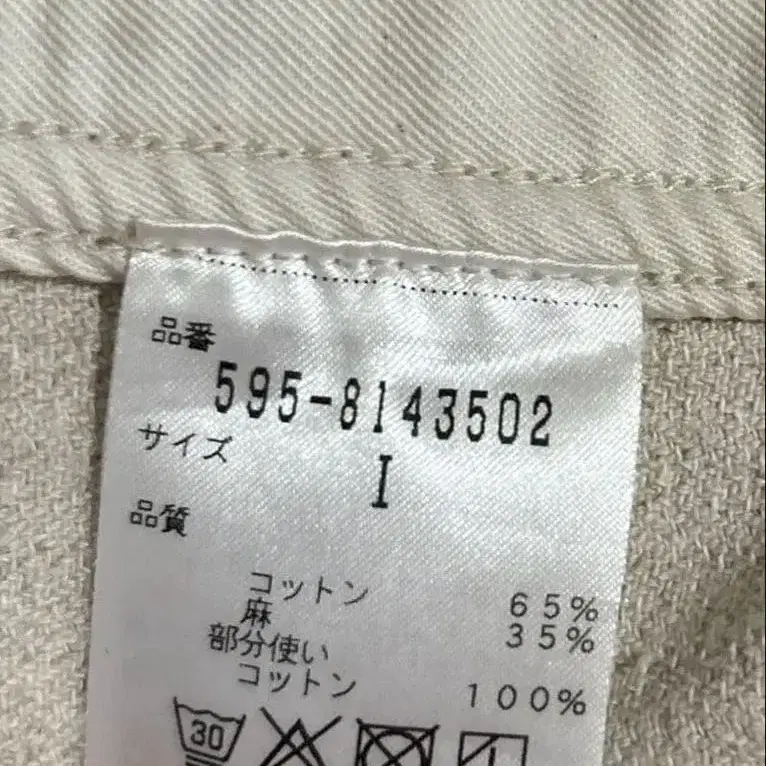 品番
595-8143502
サイズ
I
品質
コットン 65%
麻 35%
部分使い
コットン 100%
30